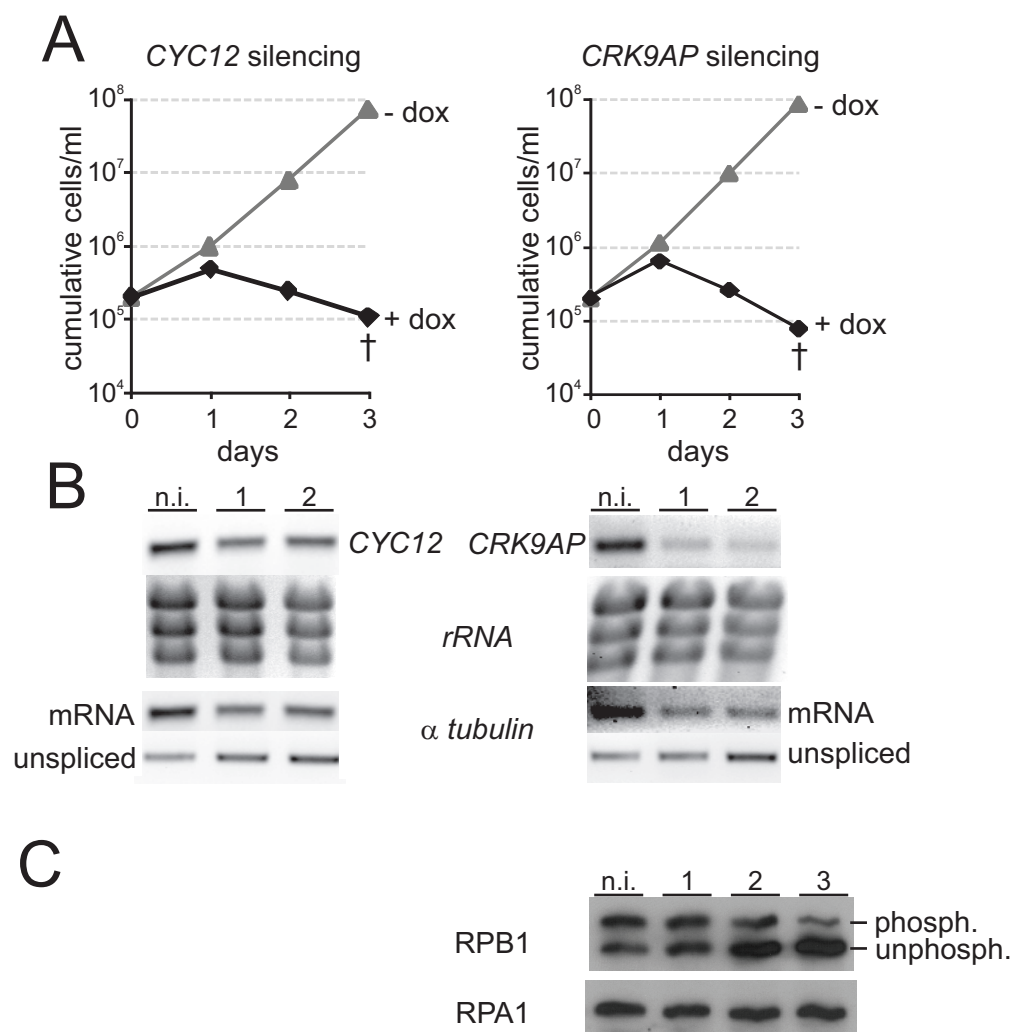 A
CYC12 silencing
CRK9AP silencing
cumulative cells/ml
10⁸
10⁷
10⁶
10⁵
10⁴
- dox
+ dox
†
0 1 2 3
days
cumulative cells/ml
10⁸
10⁷
10⁶
10⁵
10⁴
- dox
+ dox
†
0 1 2 3
days
B
n.i. 1 2
n.i. 1 2
CYC12 CRK9AP
rRNA
mRNA
unspliced
α tubulin
mRNA
unspliced
C
n.i. 1 2 3
RPB1
phosph.
unphosph.
RPA1